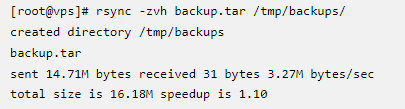 [root@vps]# rsync -zvh backup.tar /tmp/backups/
created directory /tmp/backups
backup.tar
sent 14.71M bytes received 31 bytes 3.27M bytes/sec
total size is 16.18M speedup is 1.10